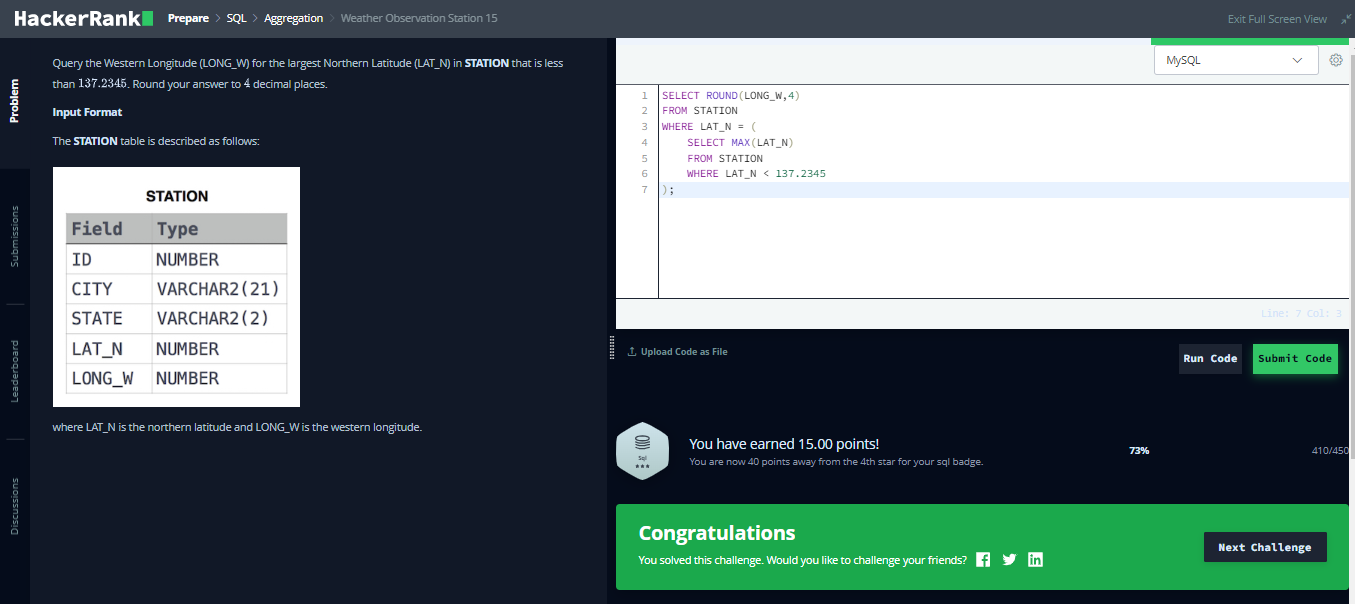 HackerRank Prepare > SQL > Aggregation > Weather Observation Station 15 Exit Full Screen View
Problem
Submissions
Leaderboard
Discussions
Query the Western Longitude (LONG_W) for the largest Northern Latitude (LAT_N) in STATION that is less
than 137.2345. Round your answer to 4 decimal places.
Input Format
The STATION table is described as follows:
STATION
Field Type
ID NUMBER
CITY VARCHAR2(21)
STATE VARCHAR2(2)
LAT_N NUMBER
LONG_W NUMBER
where LAT_N is the northern latitude and LONG_W is the western longitude.
MySQL
1 SELECT ROUND(LONG_W,4)
2 FROM STATION
3 WHERE LAT_N = (
4 SELECT MAX(LAT_N)
5 FROM STATION
6 WHERE LAT_N < 137.2345
7 );
Line: 7 Col: 3
Upload Code as File
Run Code
Submit Code
Sql
You have earned 15.00 points!
You are now 40 points away from the 4th star for your sql badge.
73%
410/450
Congratulations
You solved this challenge. Would you like to challenge your friends?
Next Challenge